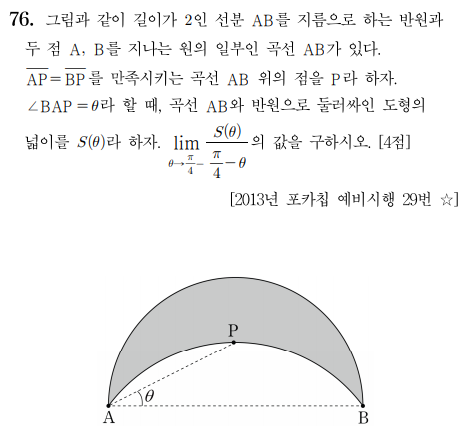 76. 그림과 같이 길이가 2인 선분 AB를 지름으로 하는 반원과
두 점 A, B를 지나는 원의 일부인 곡선 AB가 있다.
$\overline{AP}=\overline{BP}$를 만족시키는 곡선 AB 위의 점을 P라 하자.
∠BAP=θ라 할 때, 곡선 AB와 반원으로 둘러싸인 도형의
넓이를 S(θ)라 하자. $\lim_{\theta \to \frac{\pi}{4}-} \frac{S(\theta)}{\frac{\pi}{4}-\theta}$의 값을 구하시오. [4점]
[2013년 포카칩 예비시행 29번 ☆]
P
θ
A
B